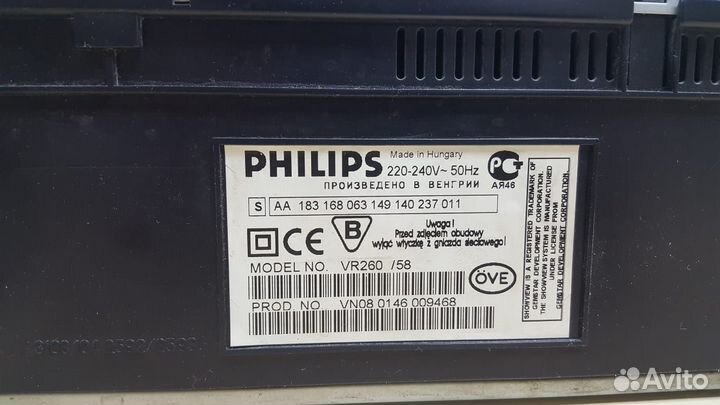 PHILIPS
Made in Hungary
220-240V~ 50Hz
АЯ46
ПРОИЗВЕДЕНО В ВЕНГРИИ
S AA 183 168 063 149 140 237 011
CE
B
Uwaga!
Przed zdjęciem obudowy
wyjąć wtyczkę z gniazda sieciowego!
MODEL NO. VR260 /58
ÖVE
PROD NO VN08 0146 009468
SHOWVIEW IS A REGISTERED TRADEMARK OF
GEMSTAR DEVELOPMENT CORPORATION.
THE SHOWVIEW SYSTEM IS MANUFACTURED
UNDER LICENSE FROM
GEMSTAR DEVELOPMENT CORPORATION.
Avito